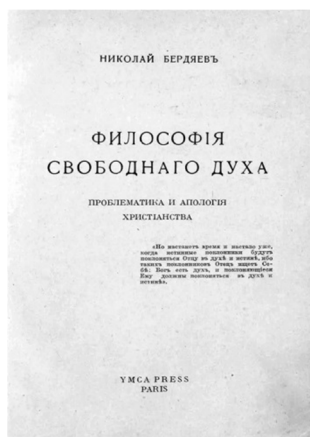 НИКОЛАЙ БЕРДЯЕВЪ
ФИЛОСОФІЯ
СВОБОДНАГО ДУХА
ПРОБЛЕМАТИКА И АПОЛОГІЯ
ХРИСТІАНСТВА
«Но настанетъ время и настало уже,
когда истинные поклонники будутъ
поклоняться Отцу въ духѣ и истинѣ, ибо
такихъ поклонниковъ Отецъ ищетъ Се-
бѣ: Богъ есть духъ, и поклоняющіеся
Ему должны поклоняться въ духѣ и
истинѣ».
YMCA PRESS
PARIS